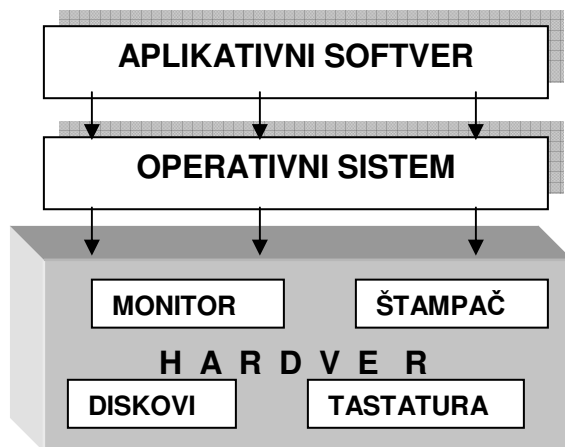 APLIKATIVNI SOFTVER
OPERATIVNI SISTEM
MONITOR ŠTAMPAČ
H A R D V E R
DISKOVI TASTATURA